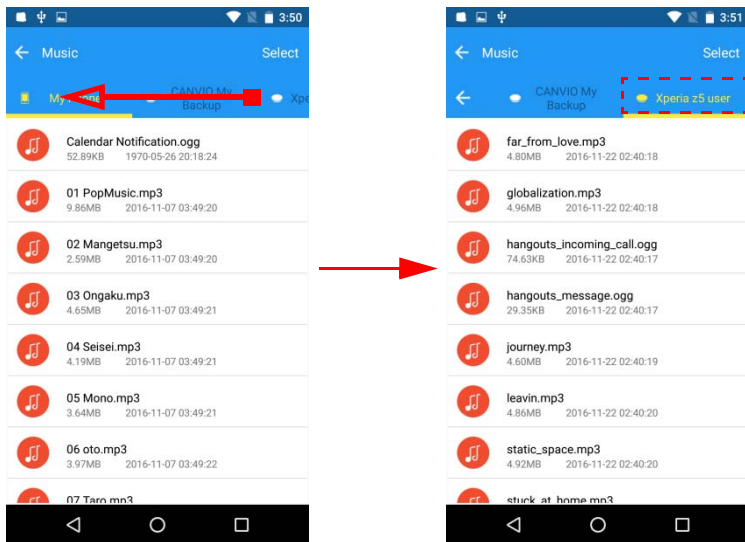 3:50
Music Select
My Phone CANVIO My Backup Xpe
Calendar Notification.ogg
52.89KB 1970-05-26 20:18:24
01 PopMusic.mp3
9.86MB 2016-11-07 03:49:20
02 Mangetsu.mp3
2.59MB 2016-11-07 03:49:20
03 Ongaku.mp3
4.65MB 2016-11-07 03:49:21
04 Seisei.mp3
4.19MB 2016-11-07 03:49:21
05 Mono.mp3
3.64MB 2016-11-07 03:49:21
06 oto.mp3
3.97MB 2016-11-07 03:49:22
07 Taro.mp3
3:51
Music Select
CANVIO My
Backup
Xperia z5 user
far_from_love.mp3
4.80MB 2016-11-22 02:40:18
globalization.mp3
4.96MB 2016-11-22 02:40:18
hangouts_incoming_call.ogg
74.63KB 2016-11-22 02:40:17
hangouts_message.ogg
29.35KB 2016-11-22 02:40:17
journey.mp3
4.60MB 2016-11-22 02:40:19
leavin.mp3
4.86MB 2016-11-22 02:40:20
static_space.mp3
4.92MB 2016-11-22 02:40:20
stuck_at_home.mp3